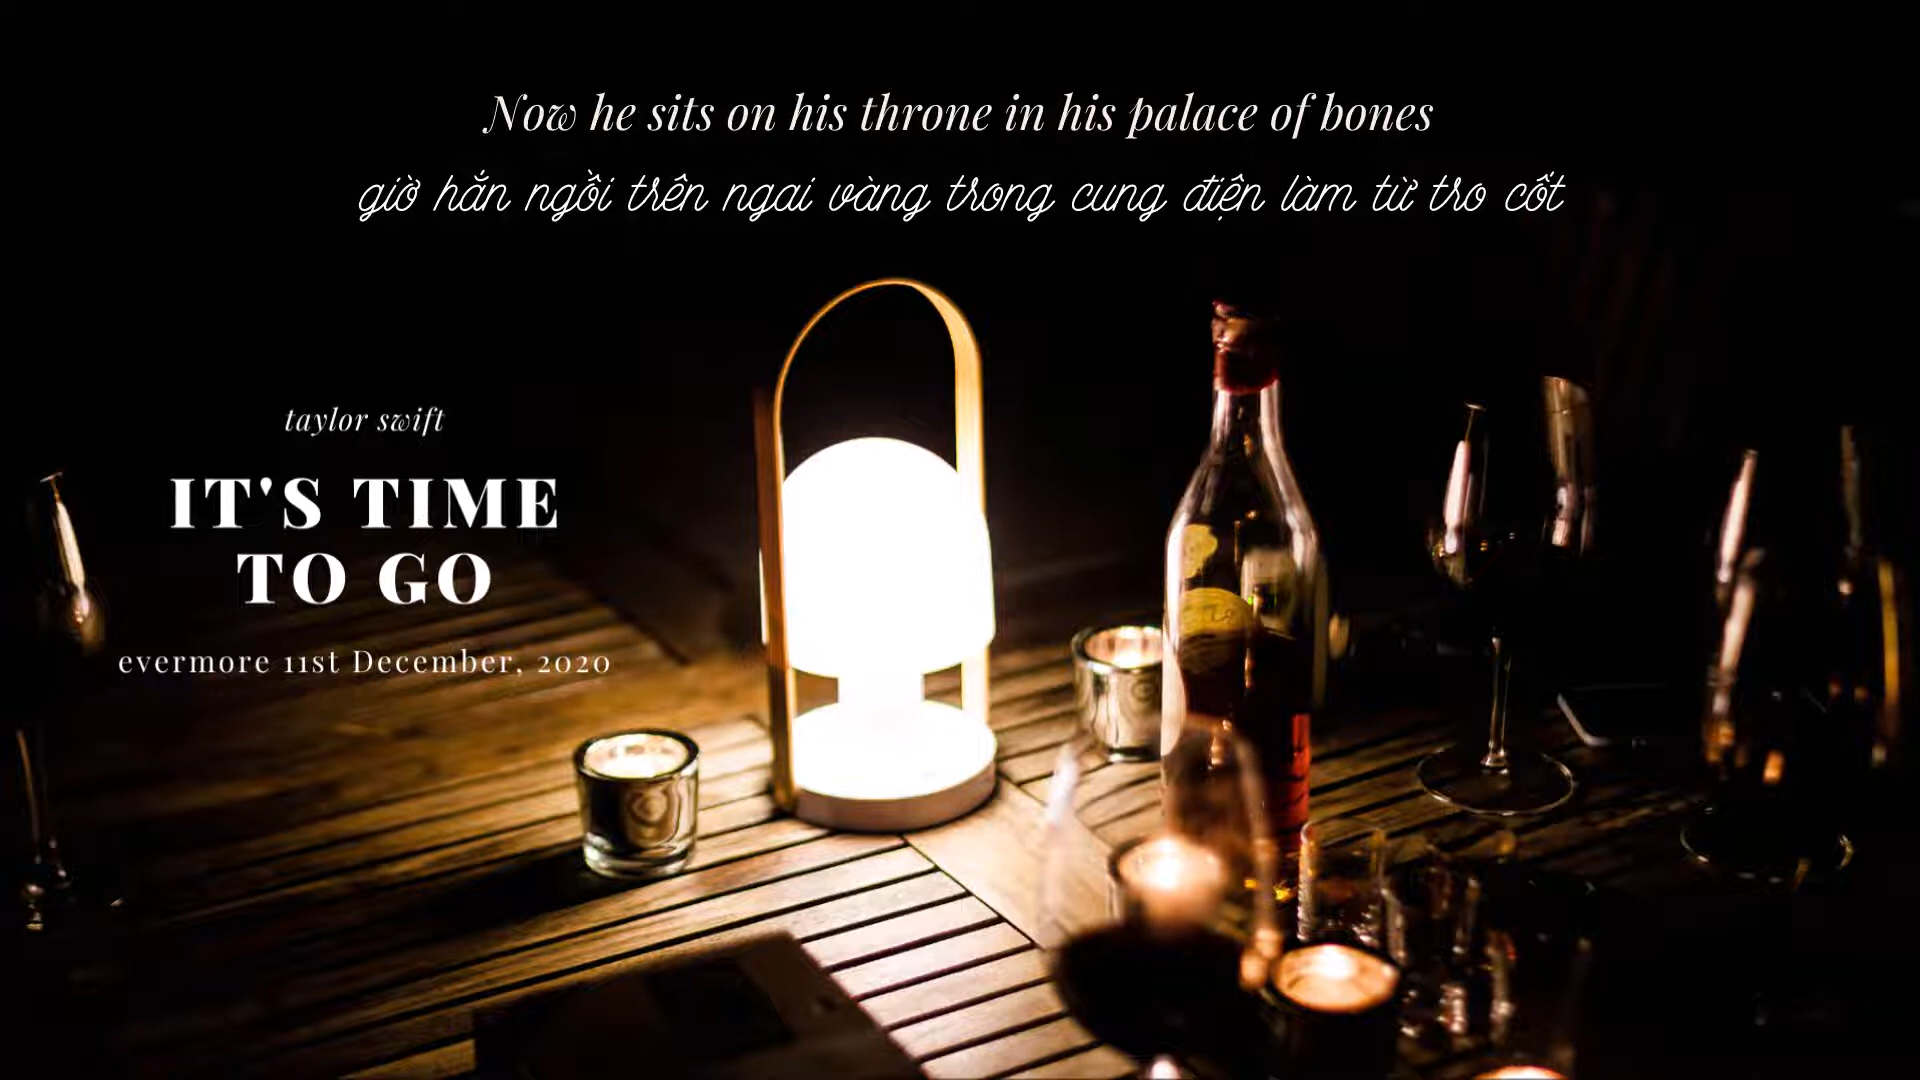 Now he sits on his throne in his palace of bones
giờ hắn ngồi trên ngai vàng trong cung điện làm từ tro cốt
taylor swift
IT'S TIME
TO GO
evermore 11st December, 2020